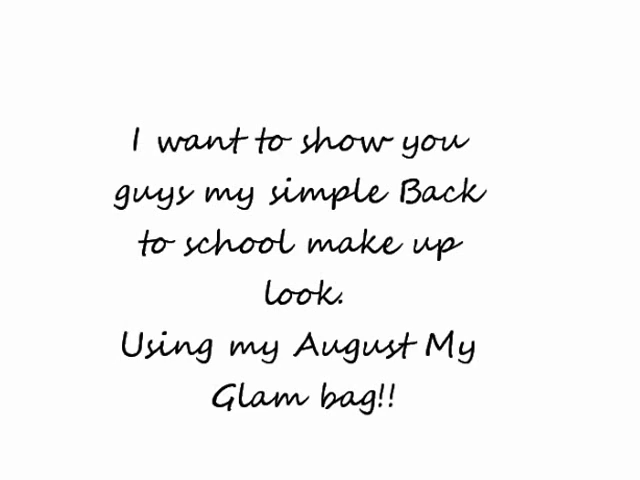 I want to show you
guys my simple Back
to school make up
look.
Using my August My
Glam bag!!